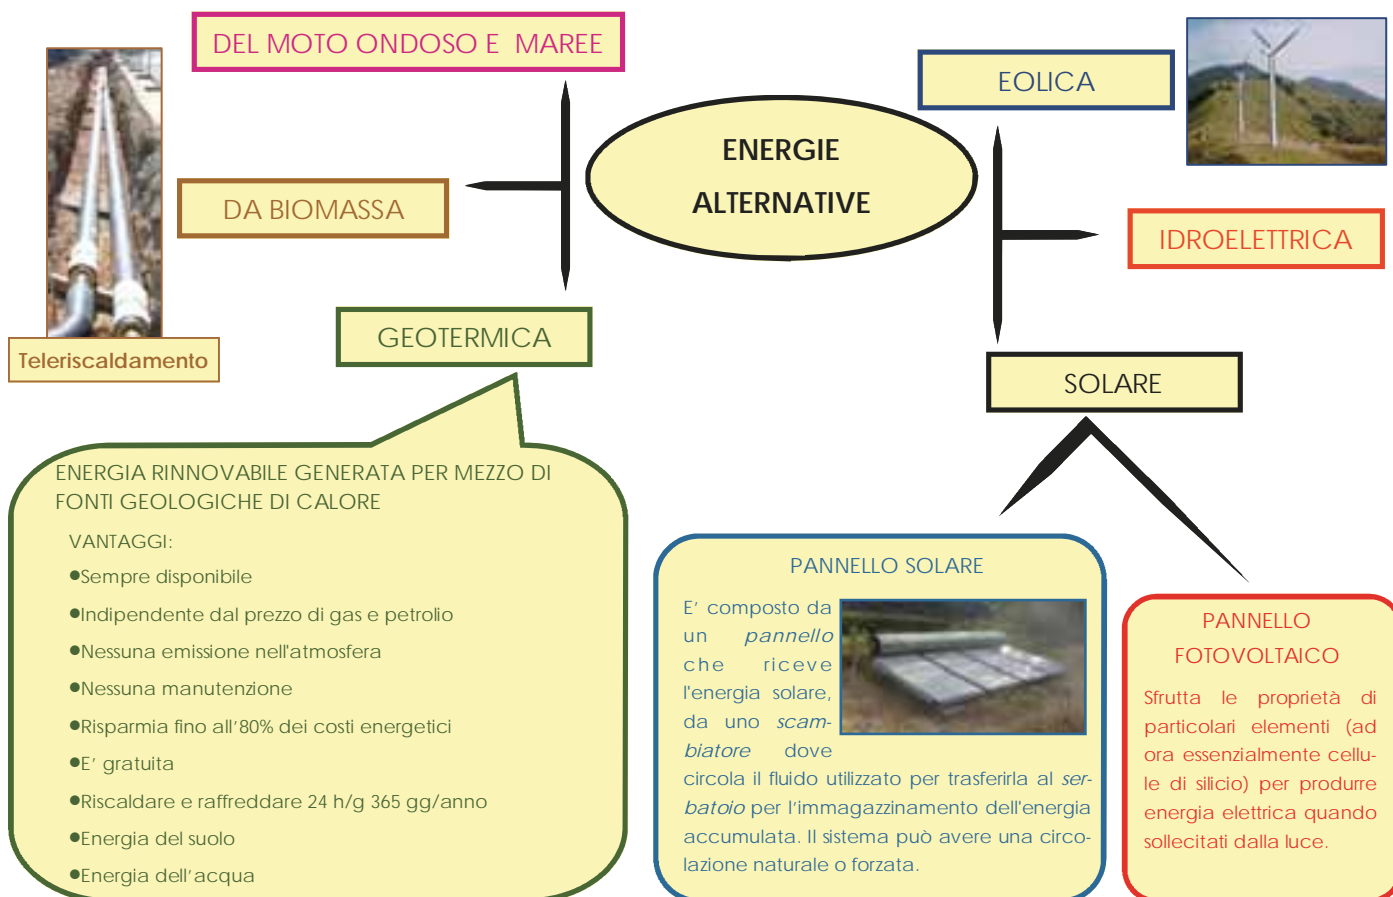 DEL MOTO ONDOSO E MAREE
EOLICA
ENERGIE
ALTERNATIVE
DA BIOMASSA
IDROELETTRICA
GEOTERMICA
Teleriscaldamento
SOLARE
ENERGIA RINNOVABILE GENERATA PER MEZZO DI
FONTI GEOLOGICHE DI CALORE
VANTAGGI:
●Sempre disponibile
●Indipendente dal prezzo di gas e petrolio
●Nessuna emissione nell'atmosfera
●Nessuna manutenzione
●Risparmia fino all'80% dei costi energetici
●E' gratuita
●Riscaldare e raffreddare 24 h/g 365 gg/anno
●Energia del suolo
●Energia dell'acqua
PANNELLO SOLARE
E' composto da
un pannello
che riceve
l'energia solare,
da uno scam-
biatore dove
circola il fluido utilizzato per trasferirla al ser-
batoio per l'immagazzinamento dell'energia
accumulata. Il sistema può avere una circo-
lazione naturale o forzata.
PANNELLO
FOTOVOLTAICO
Sfrutta le proprietà di
particolari elementi (ad
ora essenzialmente cellu-
le di silicio) per produrre
energia elettrica quando
sollecitati dalla luce.